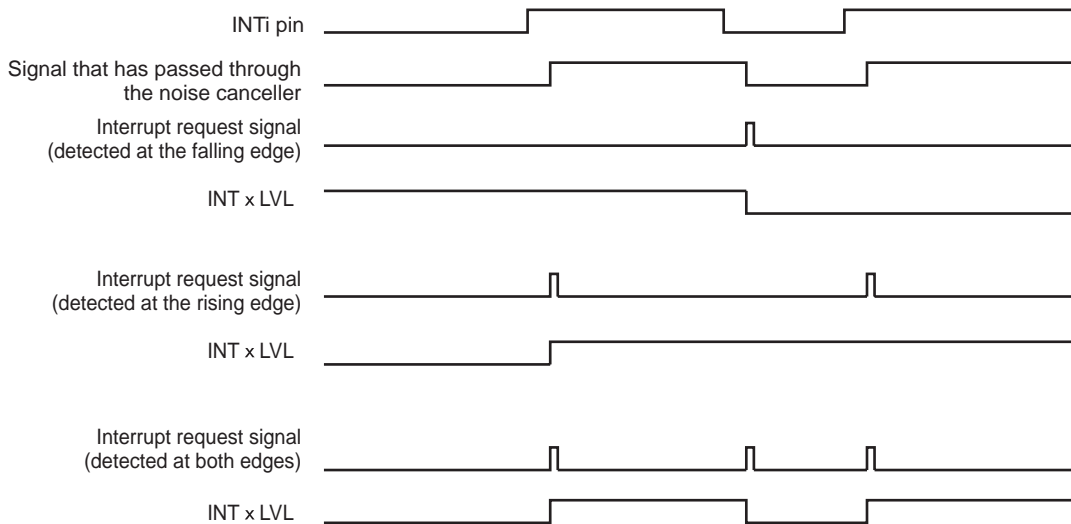 INTi pin
Signal that has passed through
the noise canceller
Interrupt request signal
(detected at the falling edge)
INT x LVL
Interrupt request signal
(detected at the rising edge)
INT x LVL
Interrupt request signal
(detected at both edges)
INT x LVL